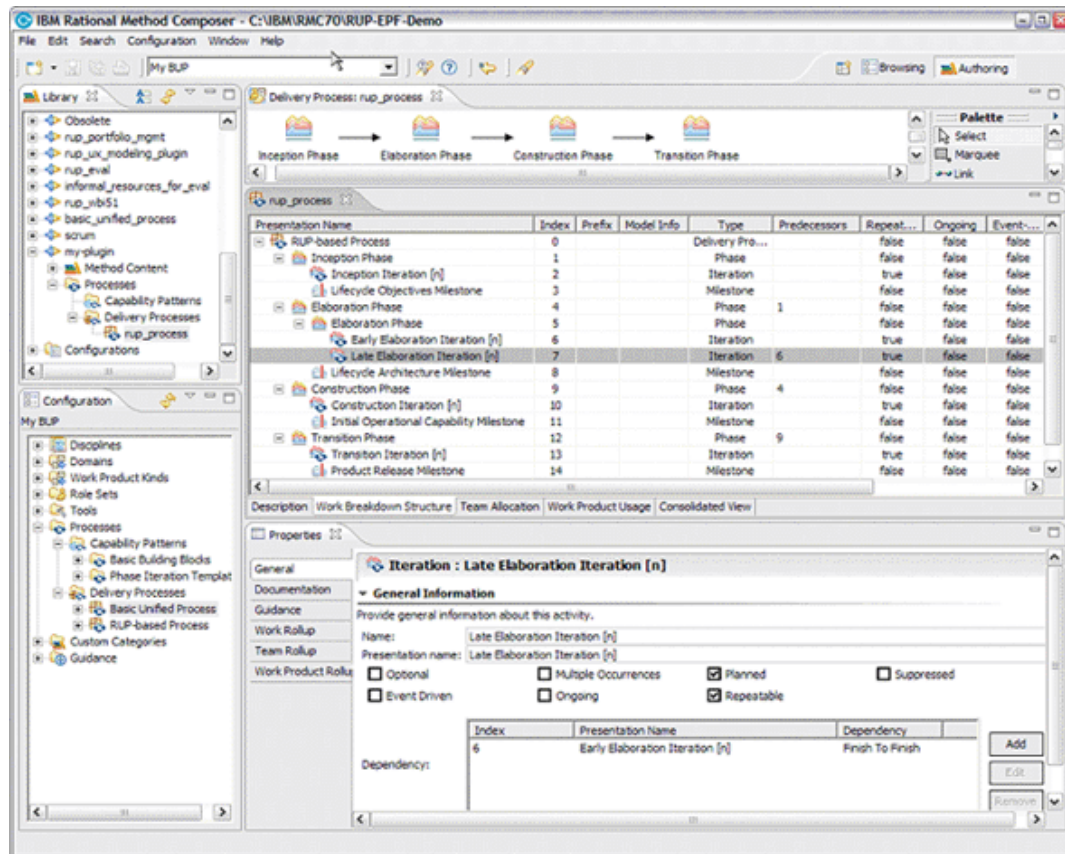 IBM Rational Method Composer - C:\IBM\RMC70\RUP-EPF-Demo
File Edit Search Configuration Window Help
My BUP
Browsing Authoring
Library
Obsolete
rup_portfolio_mgmt
rup_ux_modeling_plugin
rup_eval
informal_resources_for_eval
rup_wbi51
basic_unified_process
scrum
my-plugin
Method Content
Processes
Capability Patterns
Delivery Processes
rup_process
Configurations
Configuration
My BUP
Disciplines
Domains
Work Product Kinds
Role Sets
Tools
Processes
Capability Patterns
Basic Building Blocks
Phase Iteration Templat
Delivery Processes
Basic Unified Process
RUP-based Process
Custom Categories
Guidance
Delivery Process: rup_process
Inception Phase Elaboration Phase Construction Phase Transition Phase
Palette
Select
Marquee
Link
rup_process
Presentation Name Index Prefix Model Info Type Predecessors Repeat... Ongoing Event-...
RUP-based Process 0 Delivery Pro... false false false
Inception Phase 1 Phase false false false
Inception Iteration [n] 2 Iteration true false false
Lifecycle Objectives Milestone 3 Milestone false false false
Elaboration Phase 4 Phase 1 false false false
Elaboration Phase 5 Phase false false false
Early Elaboration Iteration [n] 6 Iteration true false false
Late Elaboration Iteration [n] 7 Iteration 6 true false false
Lifecycle Architecture Milestone 8 Milestone false false false
Construction Phase 9 Phase 4 false false false
Construction Iteration [n] 10 Iteration true false false
Initial Operational Capability Milestone 11 Milestone false false false
Transition Phase 12 Phase 9 false false false
Transition Iteration [n] 13 Iteration true false false
Product Release Milestone 14 Milestone false false false
Description Work Breakdown Structure Team Allocation Work Product Usage Consolidated View
Properties
General
Documentation
Guidance
Work Rollup
Team Rollup
Work Product Rollu
Iteration : Late Elaboration Iteration [n]
General Information
Provide general information about this activity.
Name: Late Elaboration Iteration [n]
Presentation name: Late Elaboration Iteration [n]
Optional Multiple Occurrences Planned Suppressed
Event Driven Ongoing Repeatable
Index Presentation Name Dependency
6 Early Elaboration Iteration [n] Finish To Finish
Dependency:
Add
Edit
Remove